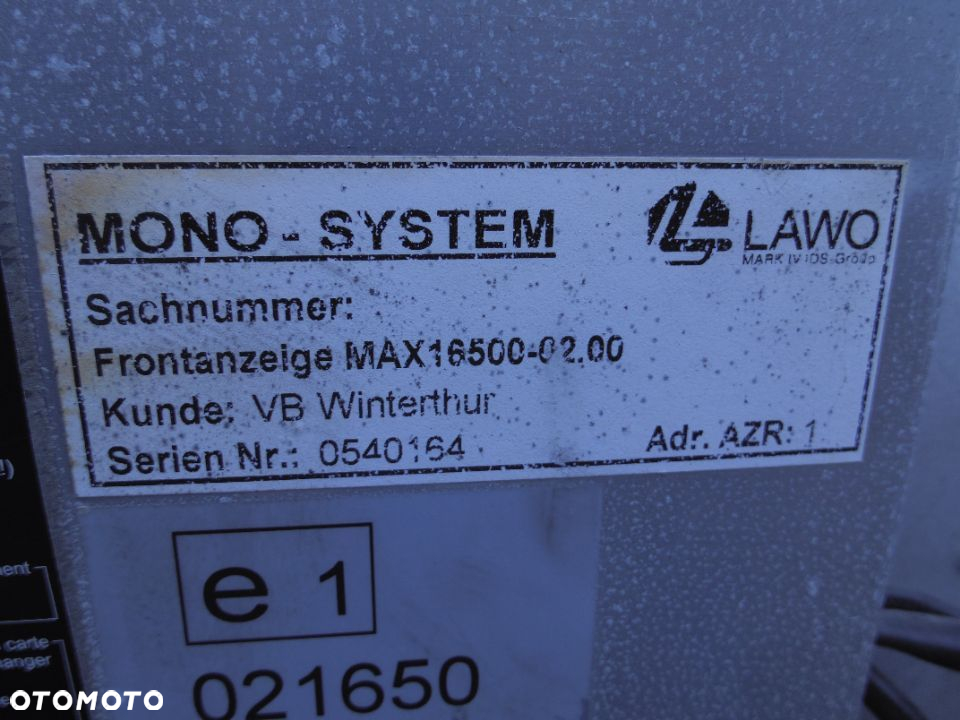 MONO - SYSTEM
LAWO
MARK IV IDS Group
Sachnummer:
Frontanzeige MAX16500-02.00
Kunde: VB Winterthur
Serien Nr.: 0540164
Adr. AZR: 1
e 1
021650
carte
OTOMOTO